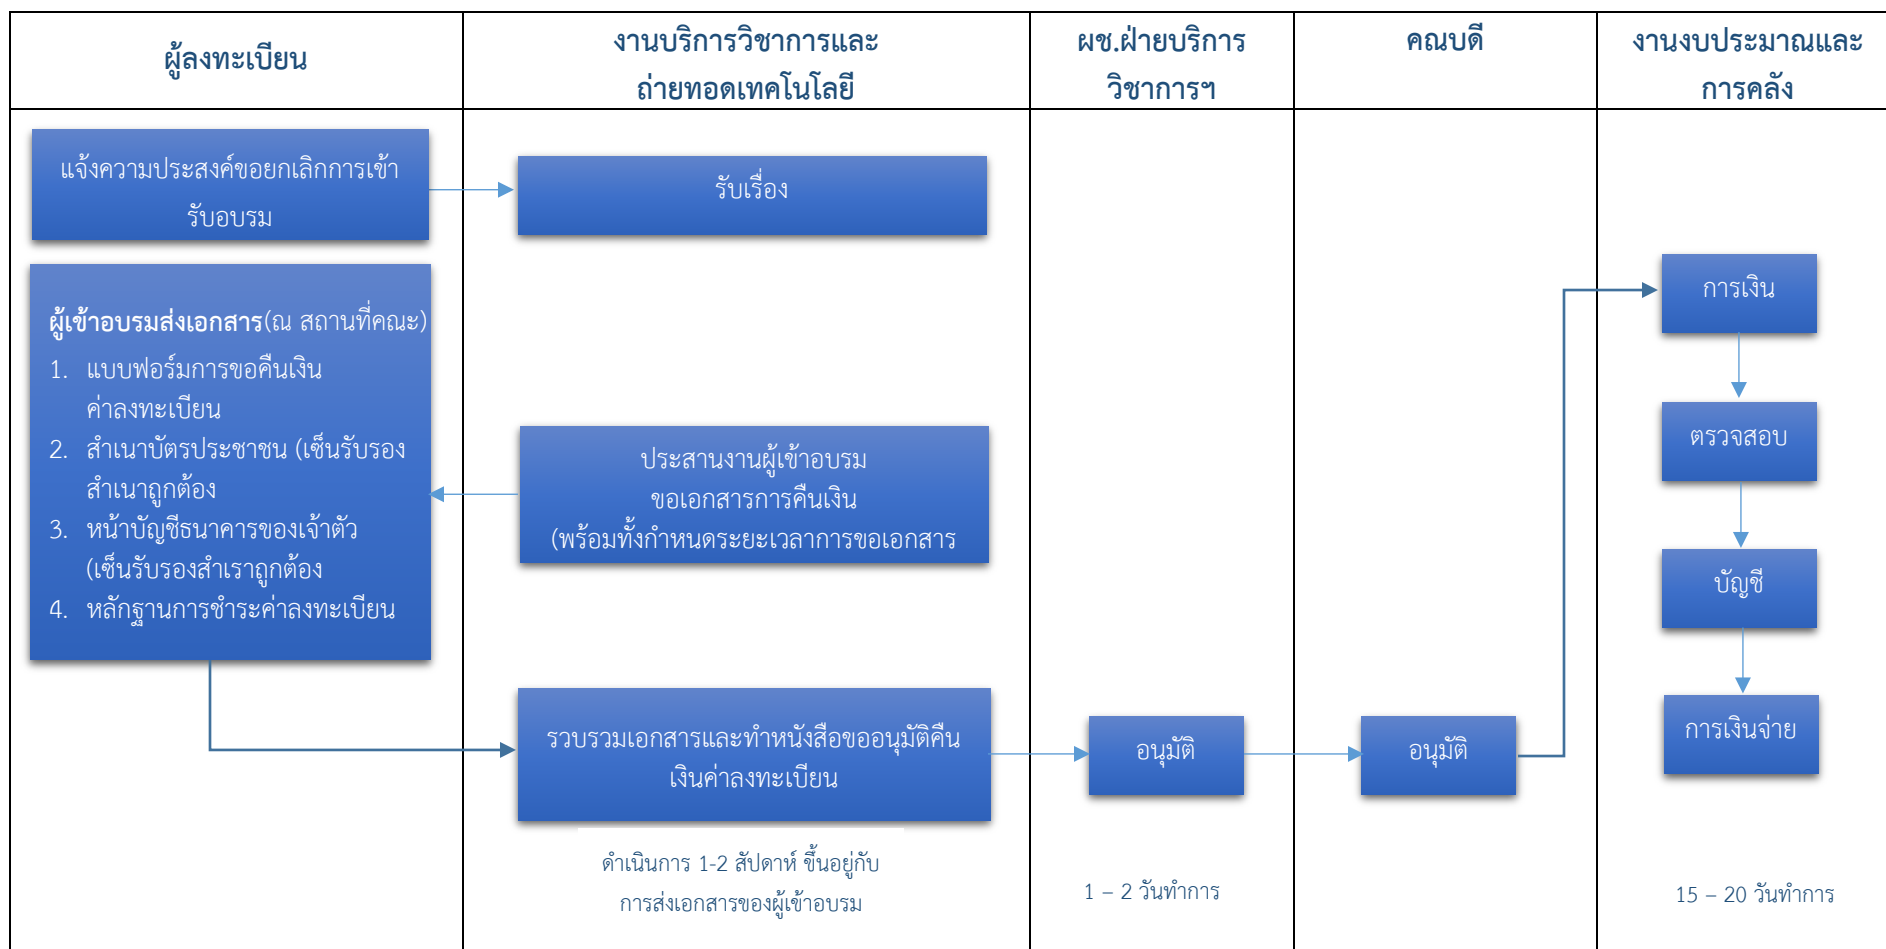 ผู้ลงทะเบียน
งานบริการวิชาการและ
ถ่ายทอดเทคโนโลยี
ผช.ฝ่ายบริการ
วิชาการฯ
คณบดี
งานงบประมาณและ
การคลัง
แจ้งความประสงค์ขอยกเลิกการเข้า
รับอบรม
รับเรื่อง
ผู้เข้าอบรมส่งเอกสาร(ณ สถานที่คณะ)
1. แบบฟอร์มการขอคืนเงิน
ค่าลงทะเบียน
2. สำเนาบัตรประชาชน (เซ็นรับรอง
สำเนาถูกต้อง
3. หน้าบัญชีธนาคารของเจ้าตัว
(เซ็นรับรองสำเราถูกต้อง
4. หลักฐานการชำระค่าลงทะเบียน
ประสานงานผู้เข้าอบรม
ขอเอกสารการคืนเงิน
(พร้อมทั้งกำหนดระยะเวลาการขอเอกสาร
รวบรวมเอกสารและทำหนังสือขออนุมัติคืน
เงินค่าลงทะเบียน
ดำเนินการ 1-2 สัปดาห์ ขึ้นอยู่กับ
การส่งเอกสารของผู้เข้าอบรม
อนุมัติ
1 – 2 วันทำการ
อนุมัติ
การเงิน
ตรวจสอบ
บัญชี
การเงินจ่าย
15 – 20 วันทำการ